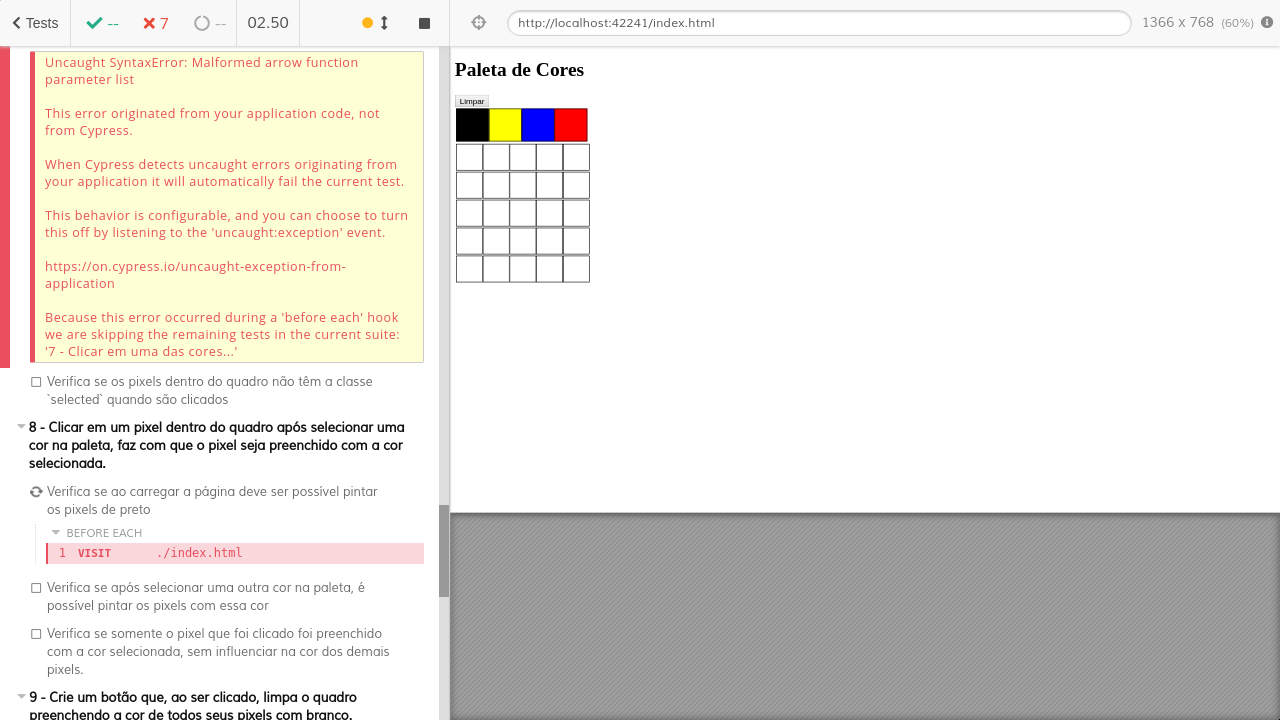 Tests
--
7
--
02.50
http://localhost:42241/index.html
1366 x 768 (60%)
Uncaught SyntaxError: Malformed arrow function
parameter list
This error originated from your application code, not
from Cypress.
When Cypress detects uncaught errors originating from
your application it will automatically fail the current test.
This behavior is configurable, and you can choose to turn
this off by listening to the 'uncaught:exception' event.
https://on.cypress.io/uncaught-exception-from-
application
Because this error occurred during a 'before each' hook
we are skipping the remaining tests in the current suite:
'7 - Clicar em uma das cores...'
Verifica se os pixels dentro do quadro não têm a classe
`selected` quando são clicados
8 - Clicar em um pixel dentro do quadro após selecionar uma
cor na paleta, faz com que o pixel seja preenchido com a cor
selecionada.
Verifica se ao carregar a página deve ser possível pintar
os pixels de preto
BEFORE EACH
1 VISIT ./index.html
Verifica se após selecionar uma outra cor na paleta, é
possível pintar os pixels com essa cor
Verifica se somente o pixel que foi clicado foi preenchido
com a cor selecionada, sem influenciar na cor dos demais
pixels.
9 - Crie um botão que, ao ser clicado, limpa o quadro
preenchendo a cor de todos seus pixels com branco.
Paleta de Cores
Limpar